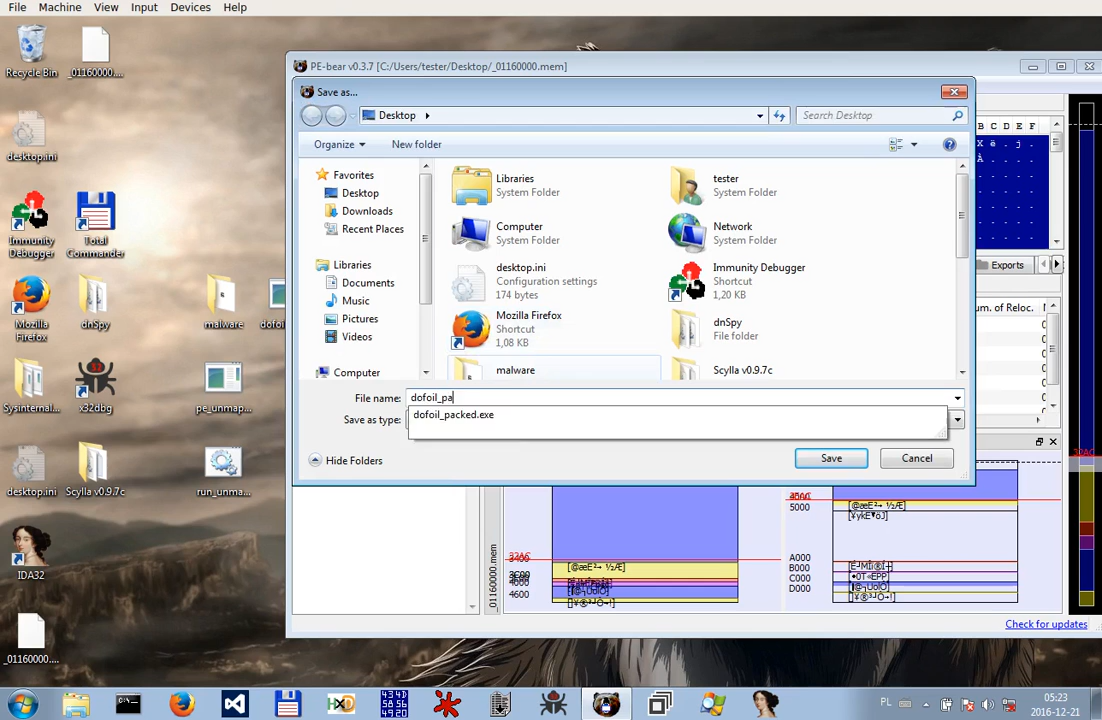 File Machine View Input Devices Help
Recycle Bin
_01160000....
desktop.ini
Immunity Debugger
Total Commander
Mozilla Firefox
dnSpy
malware
dofoi
Sysinternal...
x32dbg
pe_unmap...
desktop.ini
Scylla v0.9.7c
run_unma...
IDA32
_01160000....
PE-bear v0.3.7 [C:/Users/tester/Desktop/_01160000.mem]
Save as...
Desktop
Search Desktop
Organize
New folder
Favorites
Desktop
Downloads
Recent Places
Libraries
Documents
Music
Pictures
Videos
Computer
Libraries
System Folder
tester
System Folder
Computer
System Folder
Network
System Folder
desktop.ini
Configuration settings
174 bytes
Immunity Debugger
Shortcut
1,20 KB
Mozilla Firefox
Shortcut
1,08 KB
dnSpy
File folder
malware
Scylla v0.9.7c
File name: dofoil_pa
dofoil_packed.exe
Save as type:
Hide Folders
Save
Cancel
B C D E F
Exports
um. of Reloc.
32AC
_01160000.mem
4600
5000
A000
B000
C000
D000
Check for updates
PL
05:23
2016-12-21